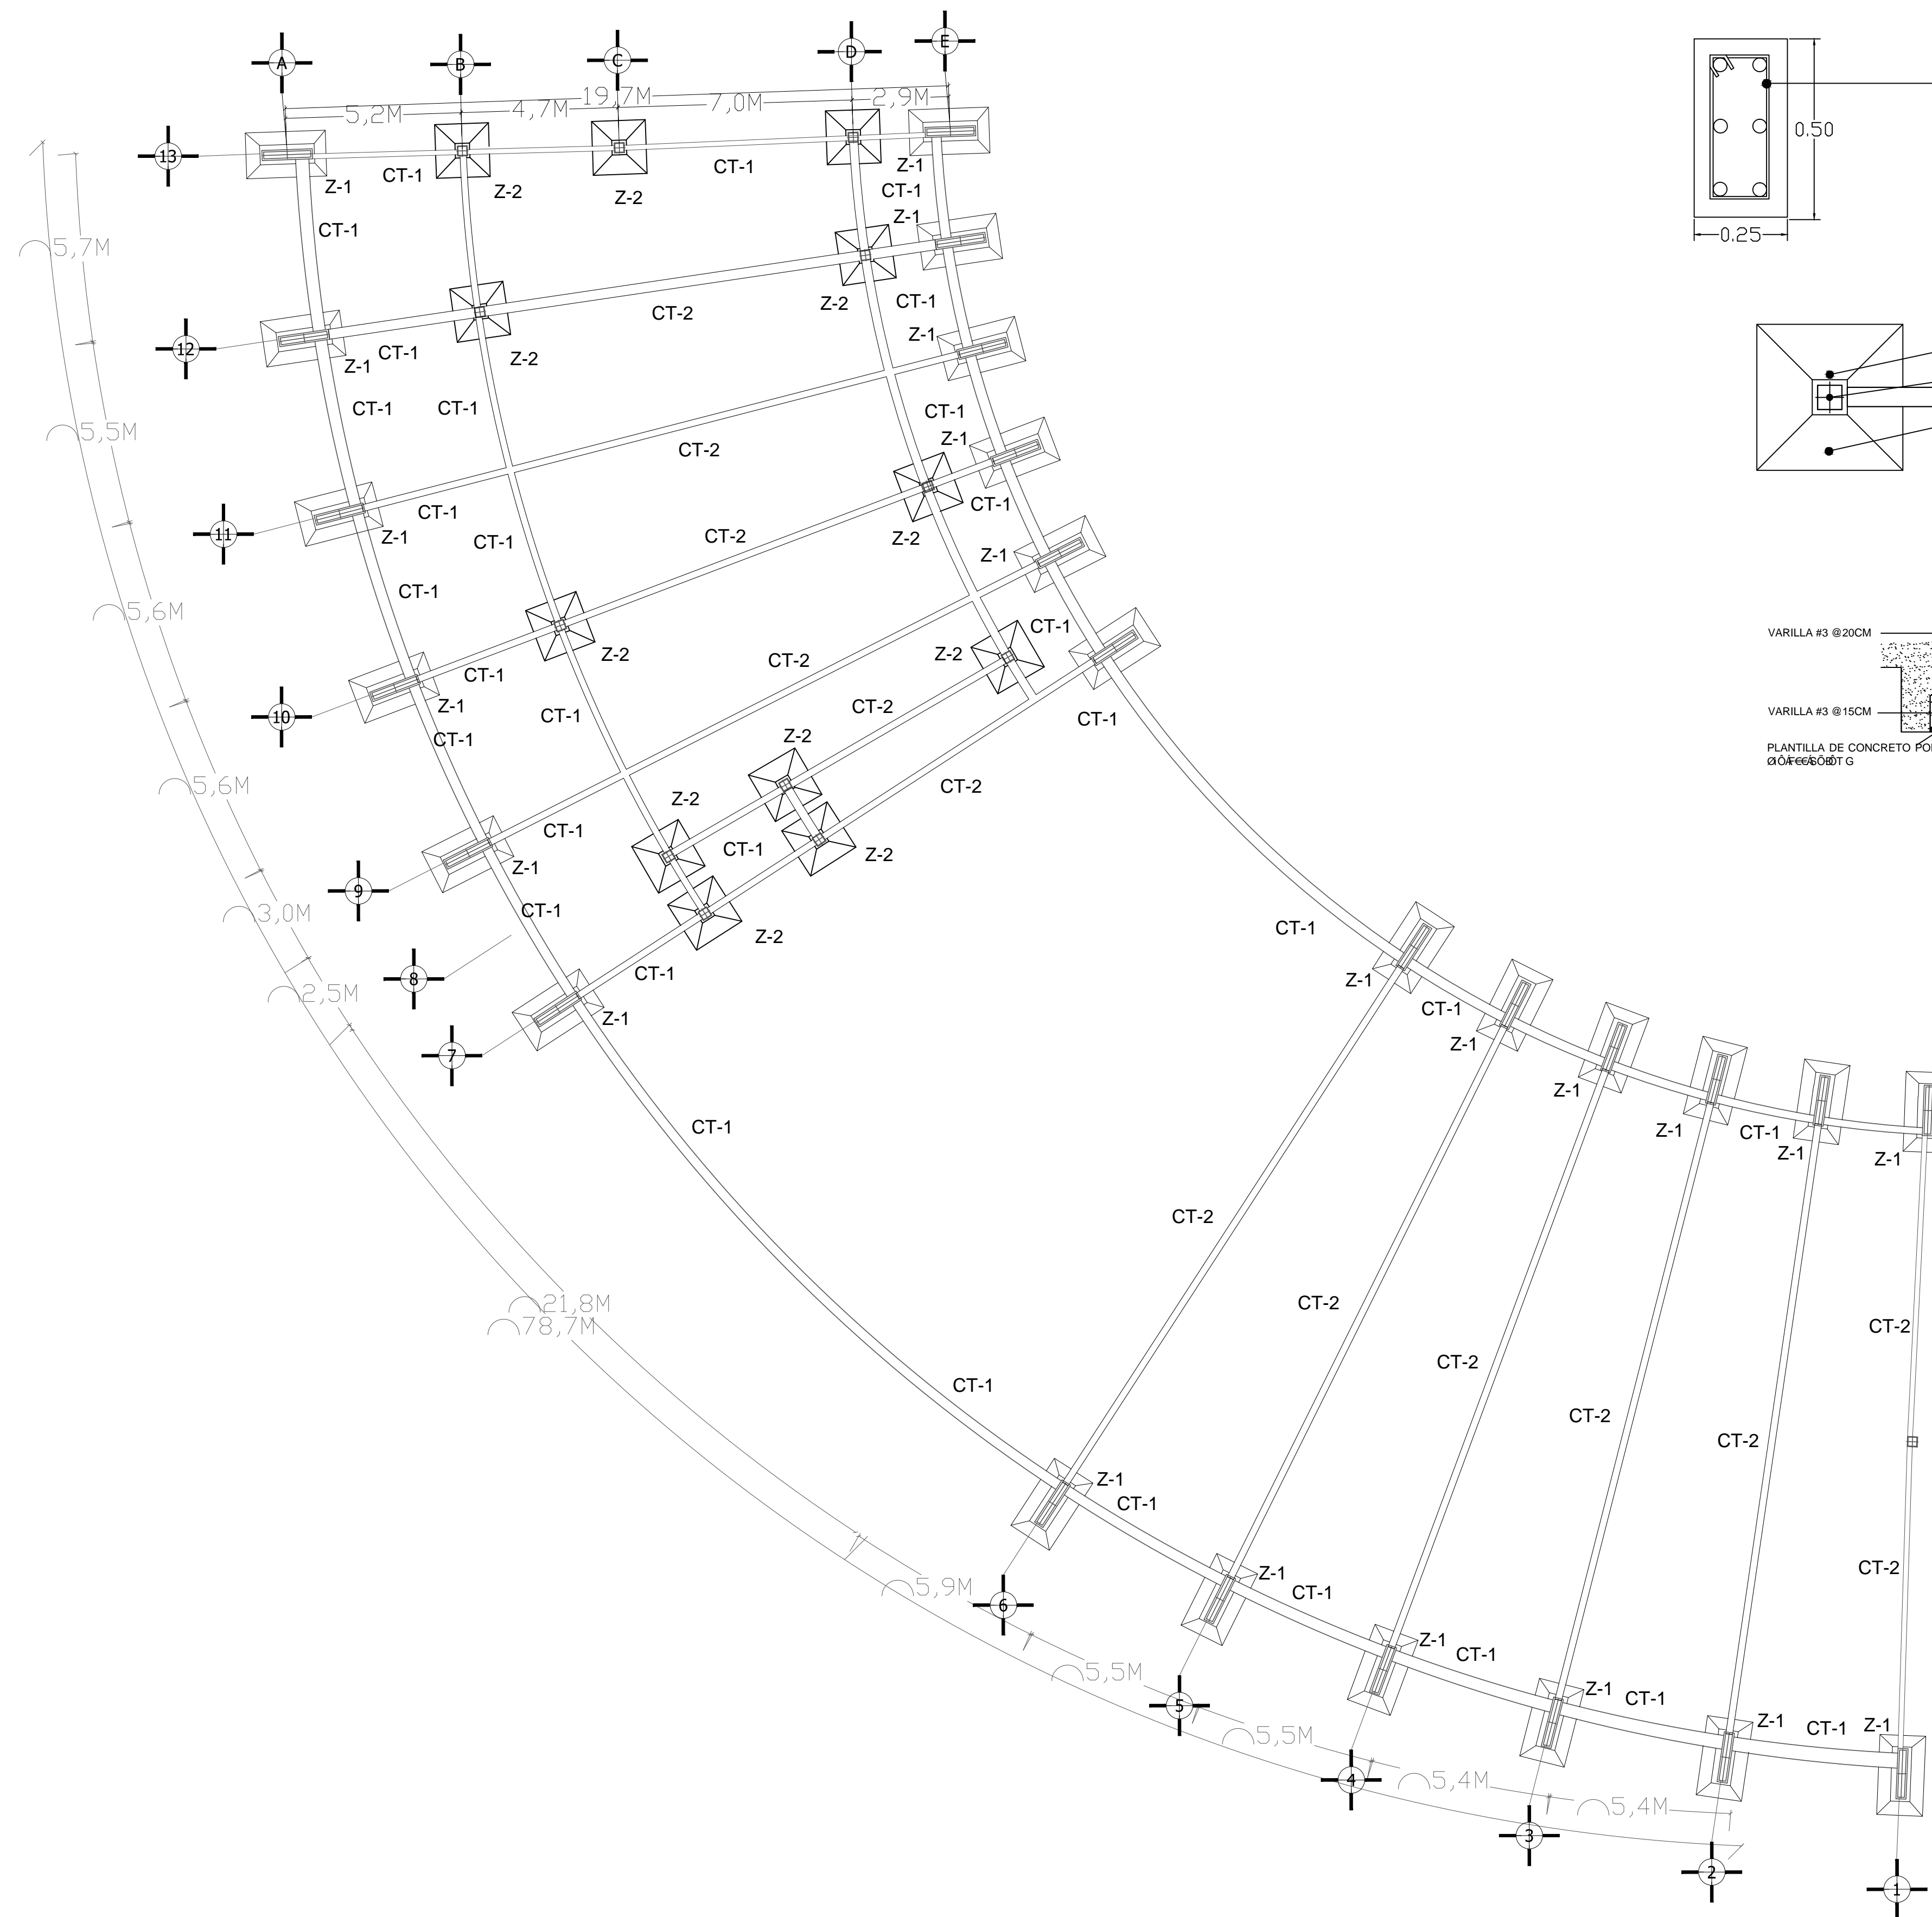 A
B
C
D
E
19,7M
5,2M
4,7M
7,0M
2,9M
0.50
0.25
13
CT-1
CT-1
Z-1
Z-1
Z-2
Z-2
CT-1
CT-1
Z-1
5,7M
CT-2
Z-2
CT-1
Z-1
12
CT-1
Z-1
Z-2
CT-1
CT-1
CT-1
Z-1
5,5M
CT-2
CT-1
CT-1
11
Z-1
CT-1
CT-2
Z-2
Z-1
CT-1
5,6M
CT-1
Z-2
CT-2
Z-2
CT-1
Z-1
10
CT-1
CT-1
CT-2
CT-1
Z-2
VARILLA #3 @20CM
VARILLA #3 @15CM
PLANTILLA DE CONCRETO PO
5,6M
CT-2
Z-2
CT-1
CT-1
Z-1
Z-2
Z-2
9
3,0M
CT-1
8
CT-1
2,5M
Z-1
7
CT-1
Z-1
CT-1
Z-1
Z-1
Z-1
CT-1
Z-1
Z-1
CT-1
CT-2
CT-2
CT-2
21,8M
78,7M
CT-2
CT-1
CT-2
CT-2
Z-1
CT-1
CT-2
Z-1
CT-1
5,9M
6
Z-1
CT-1
5,5M
5
Z-1
CT-1
Z-1
CT-1
Z-1
5,5M
4
5,4M
5,4M
3
2
1